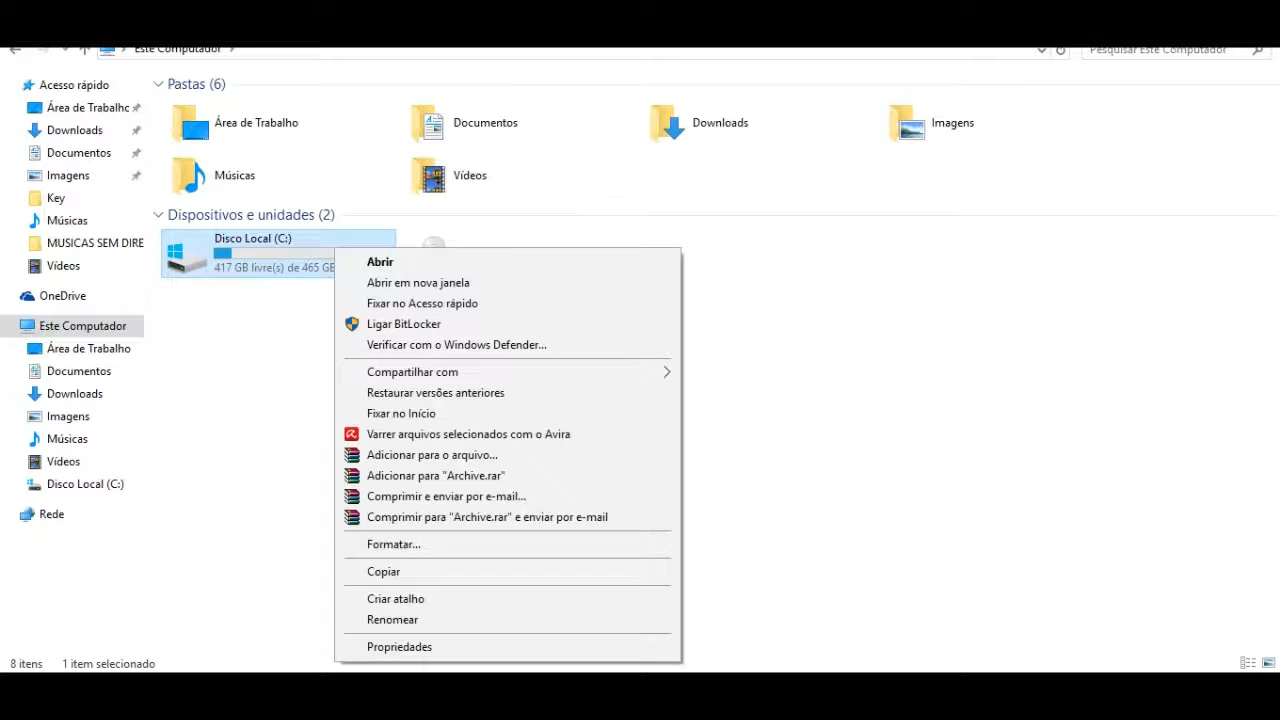 Este Computador
Pesquisar Este Computador
Acesso rápido
Área de Trabalho
Downloads
Documentos
Imagens
Key
Músicas
MUSICAS SEM DIRE
Vídeos
OneDrive
Este Computador
Área de Trabalho
Documentos
Downloads
Imagens
Músicas
Vídeos
Disco Local (C:)
Rede
Pastas (6)
Área de Trabalho
Documentos
Downloads
Imagens
Músicas
Vídeos
Dispositivos e unidades (2)
Disco Local (C:)
417 GB livre(s) de 465 GB
Abrir
Abrir em nova janela
Fixar no Acesso rápido
Ligar BitLocker
Verificar com o Windows Defender...
Compartilhar com
Restaurar versões anteriores
Fixar no Início
Varrer arquivos selecionados com o Avira
Adicionar para o arquivo...
Adicionar para "Archive.rar"
Comprimir e enviar por e-mail...
Comprimir para "Archive.rar" e enviar por e-mail
Formatar...
Copiar
Criar atalho
Renomear
Propriedades
8 itens
1 item selecionado